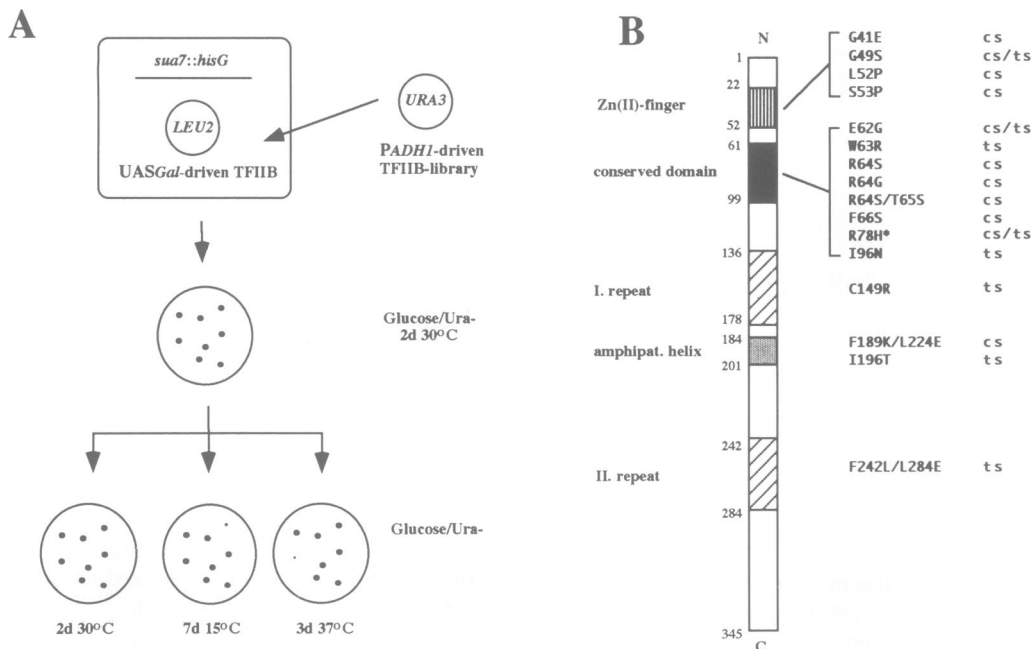 A
sua7::hisG
LEU2
UASGal-driven TFIIB
URA3
PADH1-driven
TFIIB-library
Glucose/Ura-
2d 30°C
Glucose/Ura-
2d 30°C
7d 15°C
3d 37°C
B
N
1
22
52
61
99
136
178
184
201
242
284
345
C
Zn(II)-finger
conserved domain
I. repeat
amphipat. helix
II. repeat
G41E cs
G49S cs/ts
L52P cs
S53P cs
E62G cs/ts
W63R ts
R64S cs
R64G cs
R64S/T65S cs
F66S cs
R78H* cs/ts
I96N ts
C149R ts
F189K/L224E cs
I196T ts
F242L/L284E ts